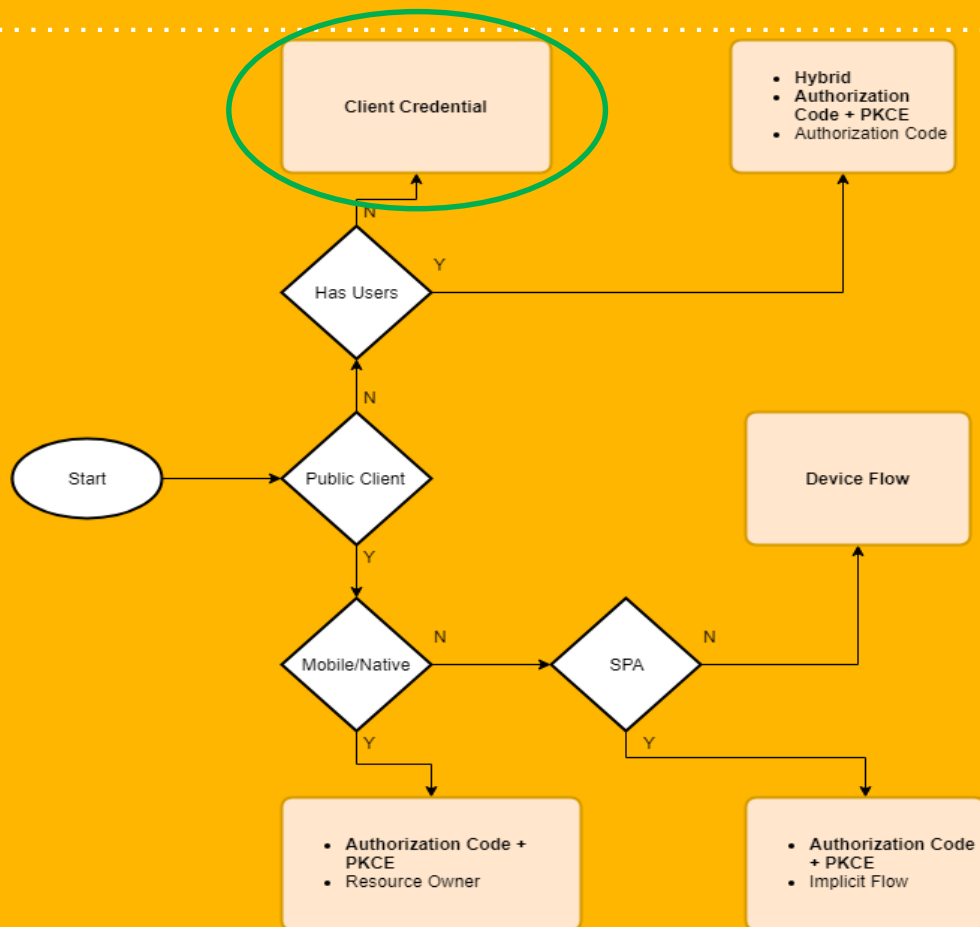 Client Credential
Hybrid
Authorization
Code + PKCE
Authorization Code
N
Has Users
Y
N
Start
Public Client
Device Flow
Y
Mobile/Native
N
SPA
N
Y
Y
Authorization Code +
PKCE
Resource Owner
Authorization Code
+ PKCE
Implicit Flow